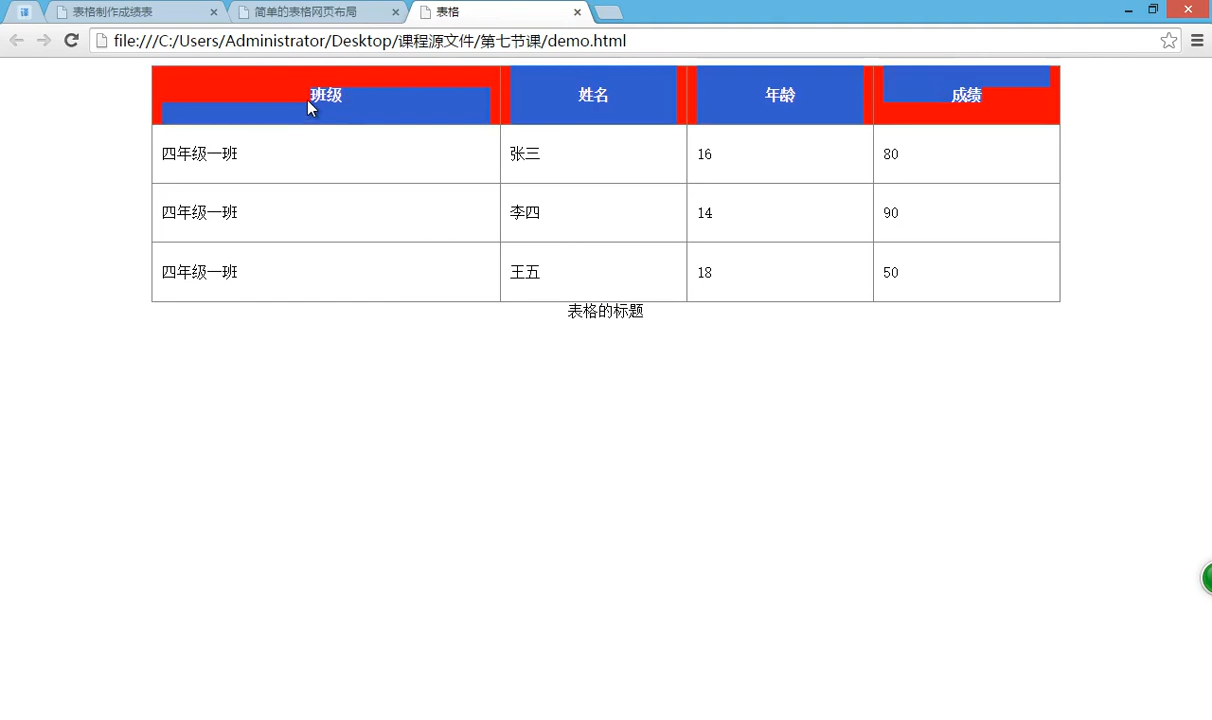 表格制作成绩表 简单的表格网页布局 表格
file:///C:/Users/Administrator/Desktop/课程源文件/第七节课/demo.html
班级 姓名 年龄 成绩
四年级一班 张三 16 80
四年级一班 李四 14 90
四年级一班 王五 18 50
表格的标题